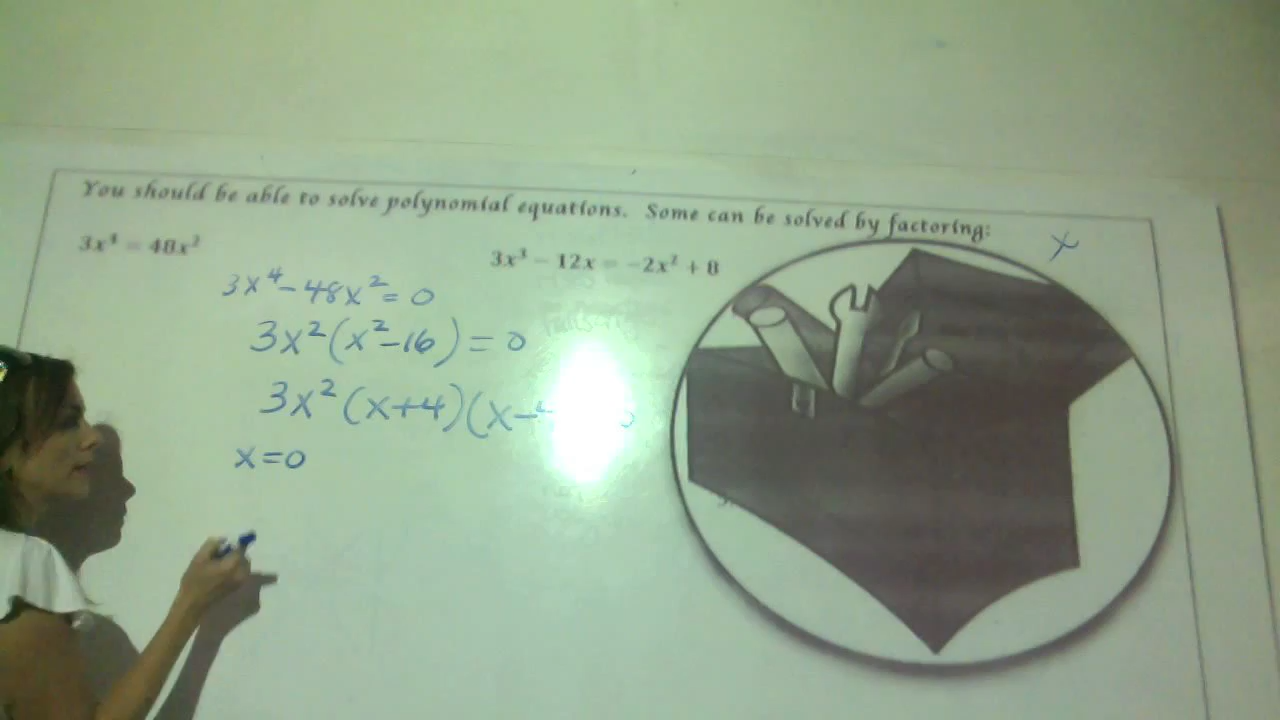 You should be able to solve polynomial equations. Some can be solved by factoring:
3x⁴ = 48x²
3x³ − 12x = −2x² + 8
x
3x⁴ − 48x² = 0
3x²(x² − 16) = 0
3x²(x+4)(x−4
x = 0